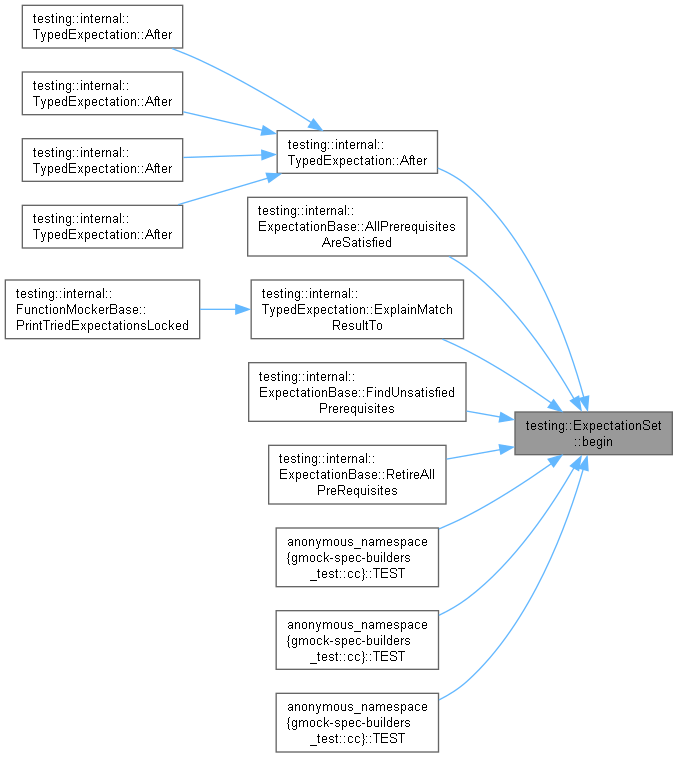 testing::internal::
TypedExpectation::After
testing::internal::
TypedExpectation::After
testing::internal::
TypedExpectation::After
testing::internal::
TypedExpectation::After
testing::internal::
TypedExpectation::After
testing::internal::
ExpectationBase::AllPrerequisites
AreSatisfied
testing::internal::
FunctionMockerBase::
PrintTriedExpectationsLocked
testing::internal::
TypedExpectation::ExplainMatch
ResultTo
testing::internal::
ExpectationBase::FindUnsatisfied
Prerequisites
testing::ExpectationSet
::begin
testing::internal::
ExpectationBase::RetireAll
PreRequisites
anonymous_namespace
{gmock-spec-builders
_test::cc}::TEST
anonymous_namespace
{gmock-spec-builders
_test::cc}::TEST
anonymous_namespace
{gmock-spec-builders
_test::cc}::TEST